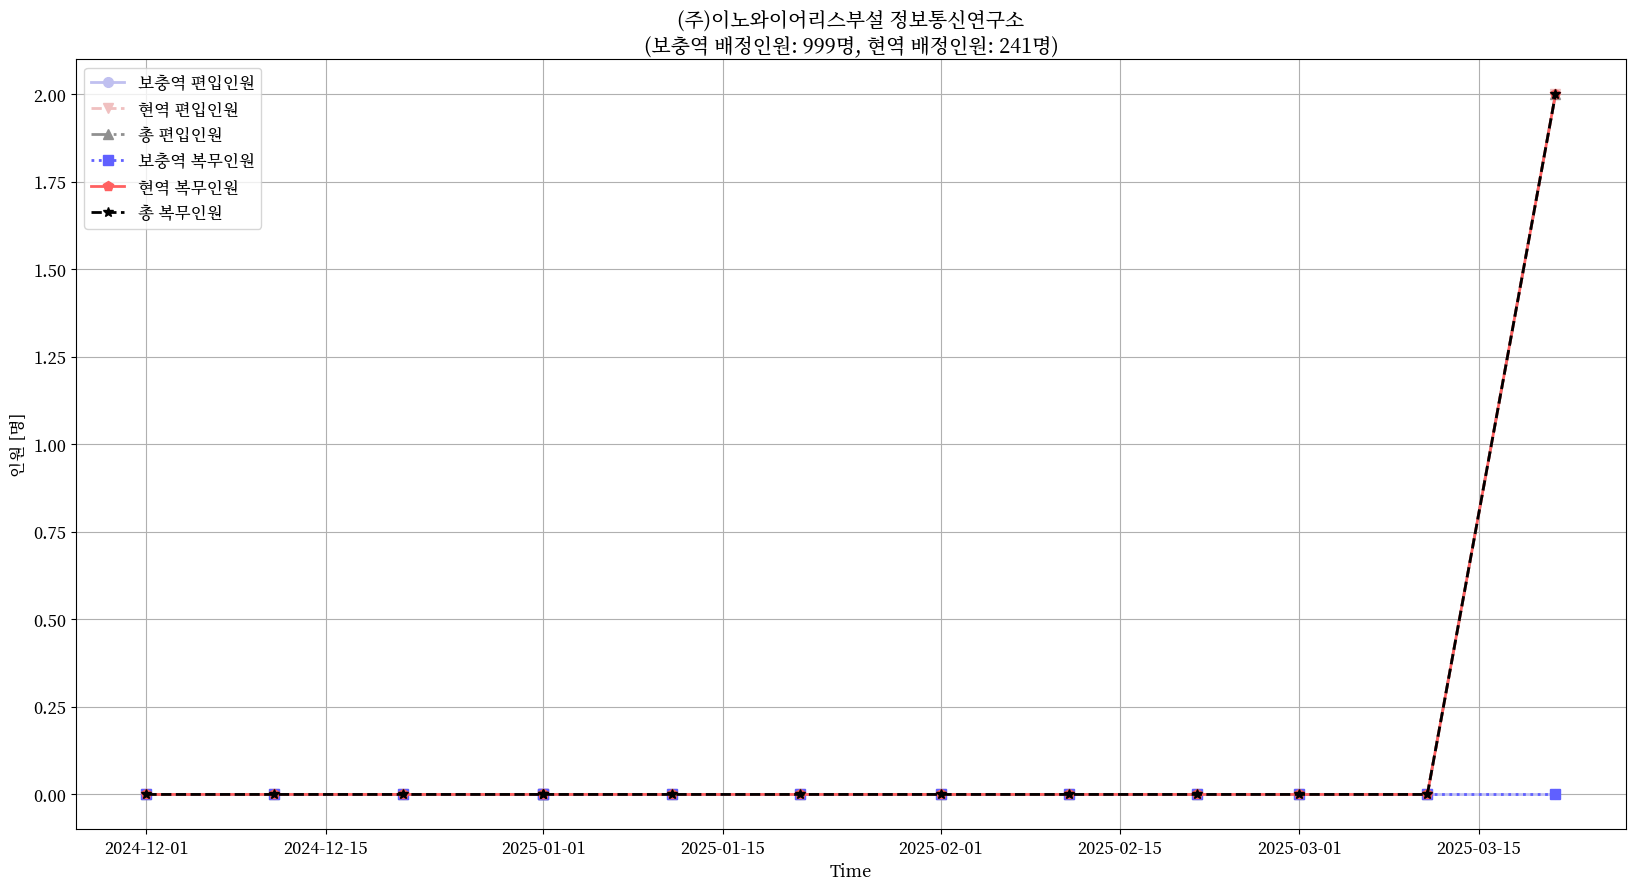 (주)이노와이어리스부설 정보통신연구소
(보충역 배정인원: 999명, 현역 배정인원: 241명)
보충역 편입인원
현역 편입인원
총 편입인원
보충역 복무인원
현역 복무인원
총 복무인원
2.00
1.75
1.50
1.25
1.00
0.75
0.50
0.25
0.00
인원 [명]
2024-12-01
2024-12-15
2025-01-01
2025-01-15
2025-02-01
2025-02-15
2025-03-01
2025-03-15
Time